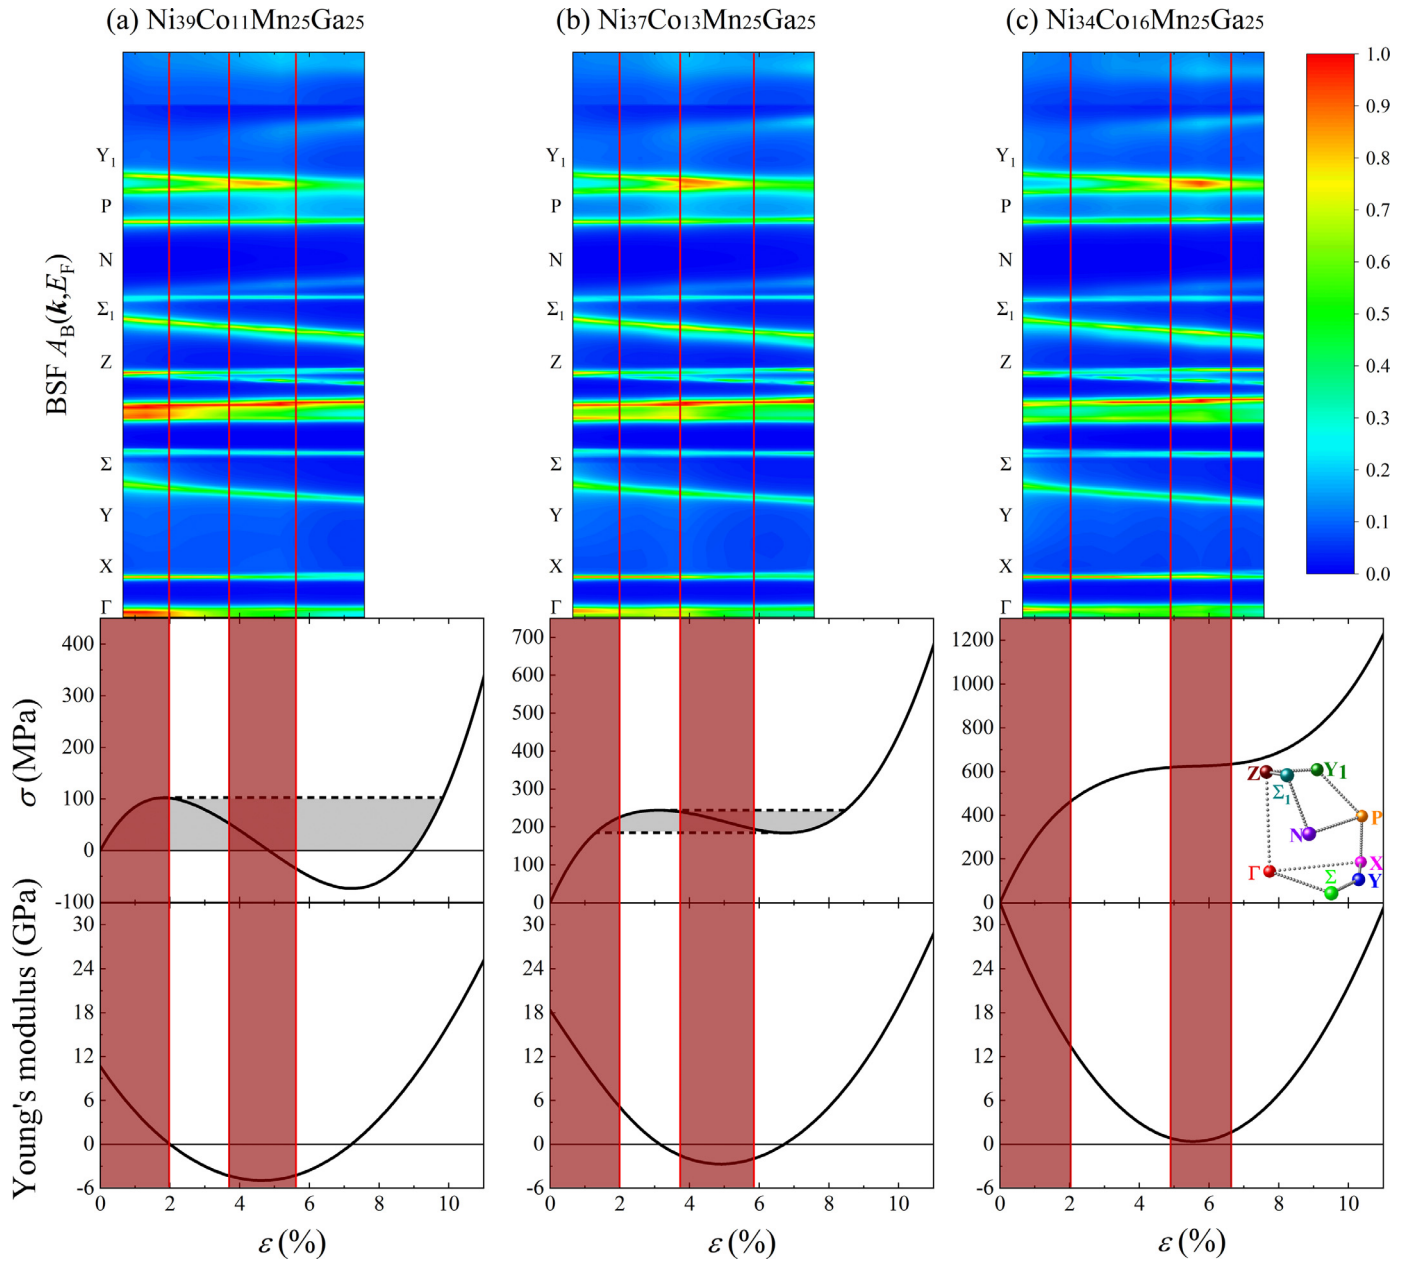 (a) Ni39Co11Mn25Ga25
(b) Ni37Co13Mn25Ga25
(c) Ni34Co16Mn25Ga25
BSF A_B(k,E_F)
Y₁
P
N
Σ₁
Z
Σ
Y
X
Γ
Y₁
P
N
Σ₁
Z
Σ
Y
X
Γ
Y₁
P
N
Σ₁
Z
Σ
Y
X
Γ
1.0
0.9
0.8
0.7
0.6
0.5
0.4
0.3
0.2
0.1
0.0
σ (MPa)
400
300
200
100
0
-100
700
600
500
400
300
200
100
0
1200
1000
800
600
400
200
0
Z
Σ₁
Y1
N
P
X
Γ
Σ
Y
Young's modulus (GPa)
30
24
18
12
6
0
-6
30
24
18
12
6
0
-6
30
24
18
12
6
0
-6
0 2 4 6 8 10
0 2 4 6 8 10
0 2 4 6 8 10
ε (%)
ε (%)
ε (%)